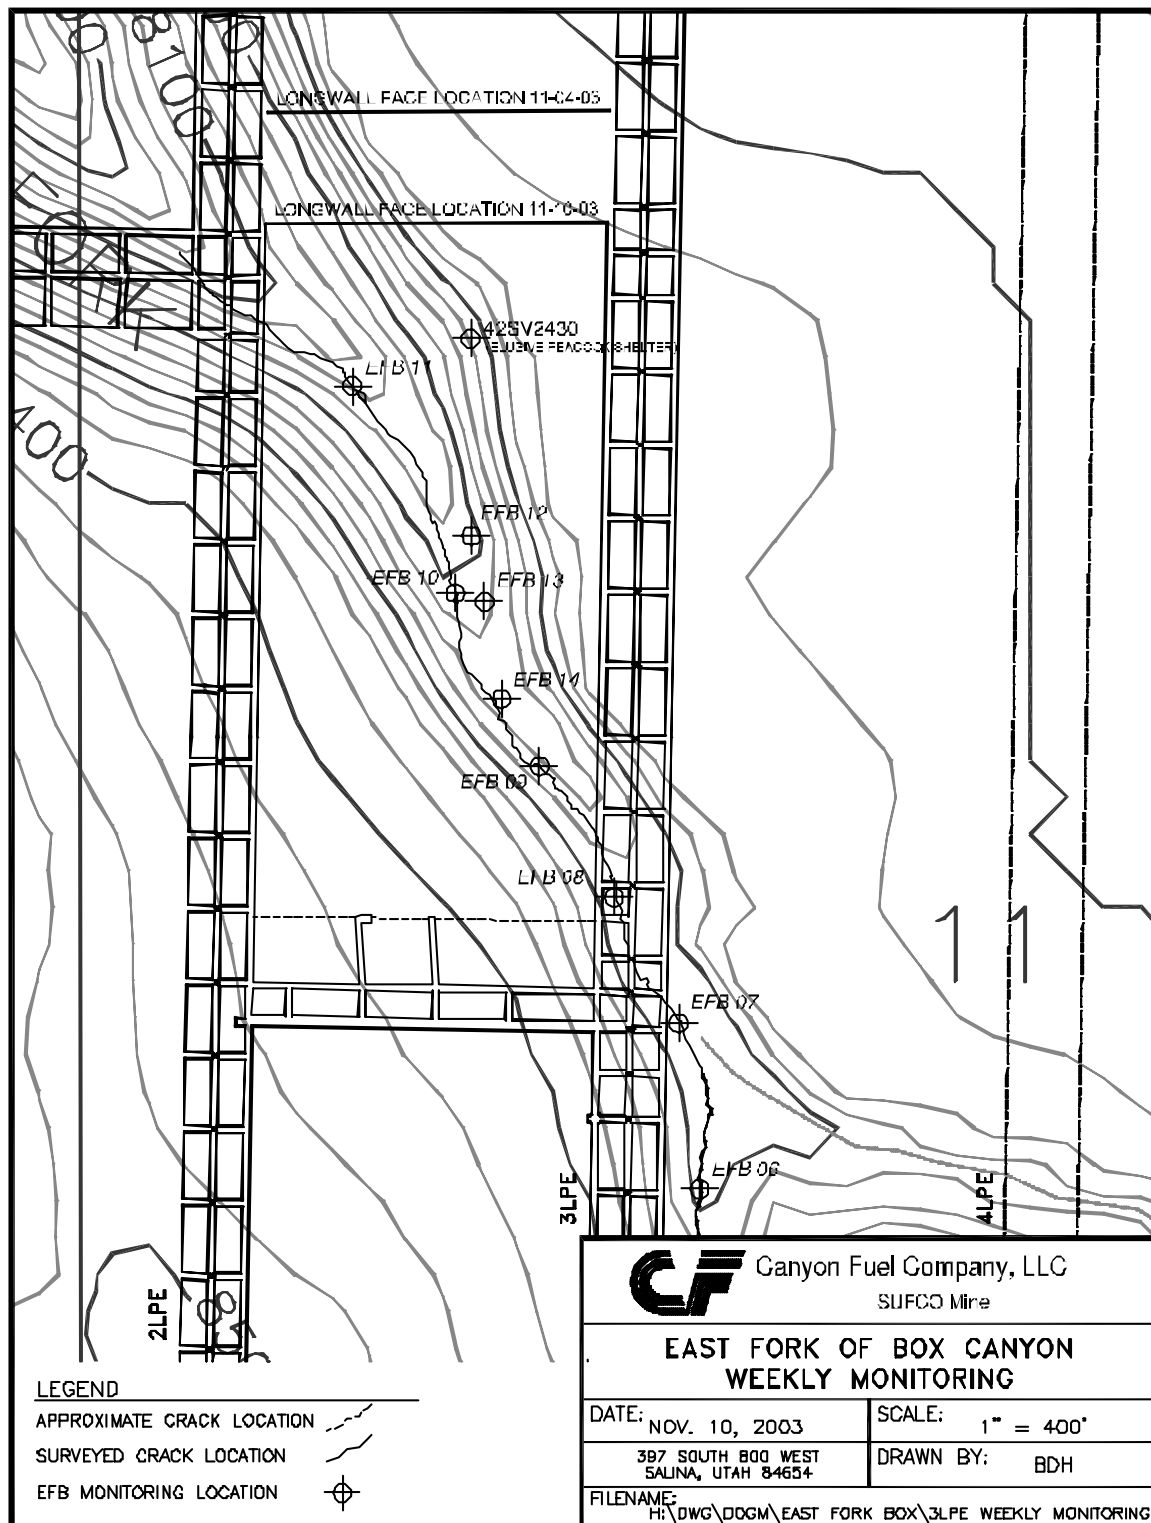 8100
LONGWALL FACE LOCATION 11-04-03
LONGWALL FACE LOCATION 11-10-03
42SV2430
(ELUSIVE PEACOCK SHELTER)
EFB 11
400
EFB 12
EFB 10
EFB 13
EFB 14
EFB 09
EFB 08
11
EFB 07
EFB 06
3LPE
4LPE
2LPE
Canyon Fuel Company, LLC
SUFCO Mine
EAST FORK OF BOX CANYON
WEEKLY MONITORING
DATE: NOV. 10, 2003
SCALE: 1" = 400'
397 SOUTH 800 WEST
SALINA, UTAH 84654
DRAWN BY: BDH
FILENAME: H:\DWG\DOGM\EAST FORK BOX\3LPE WEEKLY MONITORING
LEGEND
APPROXIMATE CRACK LOCATION
SURVEYED CRACK LOCATION
EFB MONITORING LOCATION